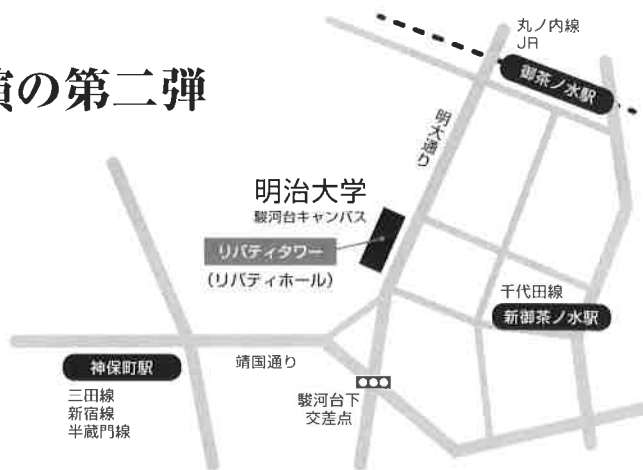 丸ノ内線
JR
御茶ノ水駅
の第二弾
明大通り
明治大学
駿河台キャンパス
リバティタワー
(リバティホール)
千代田線
新御茶ノ水駅
靖国通り
神保町駅
三田線
新宿線
半蔵門線
駿河台下
交差点